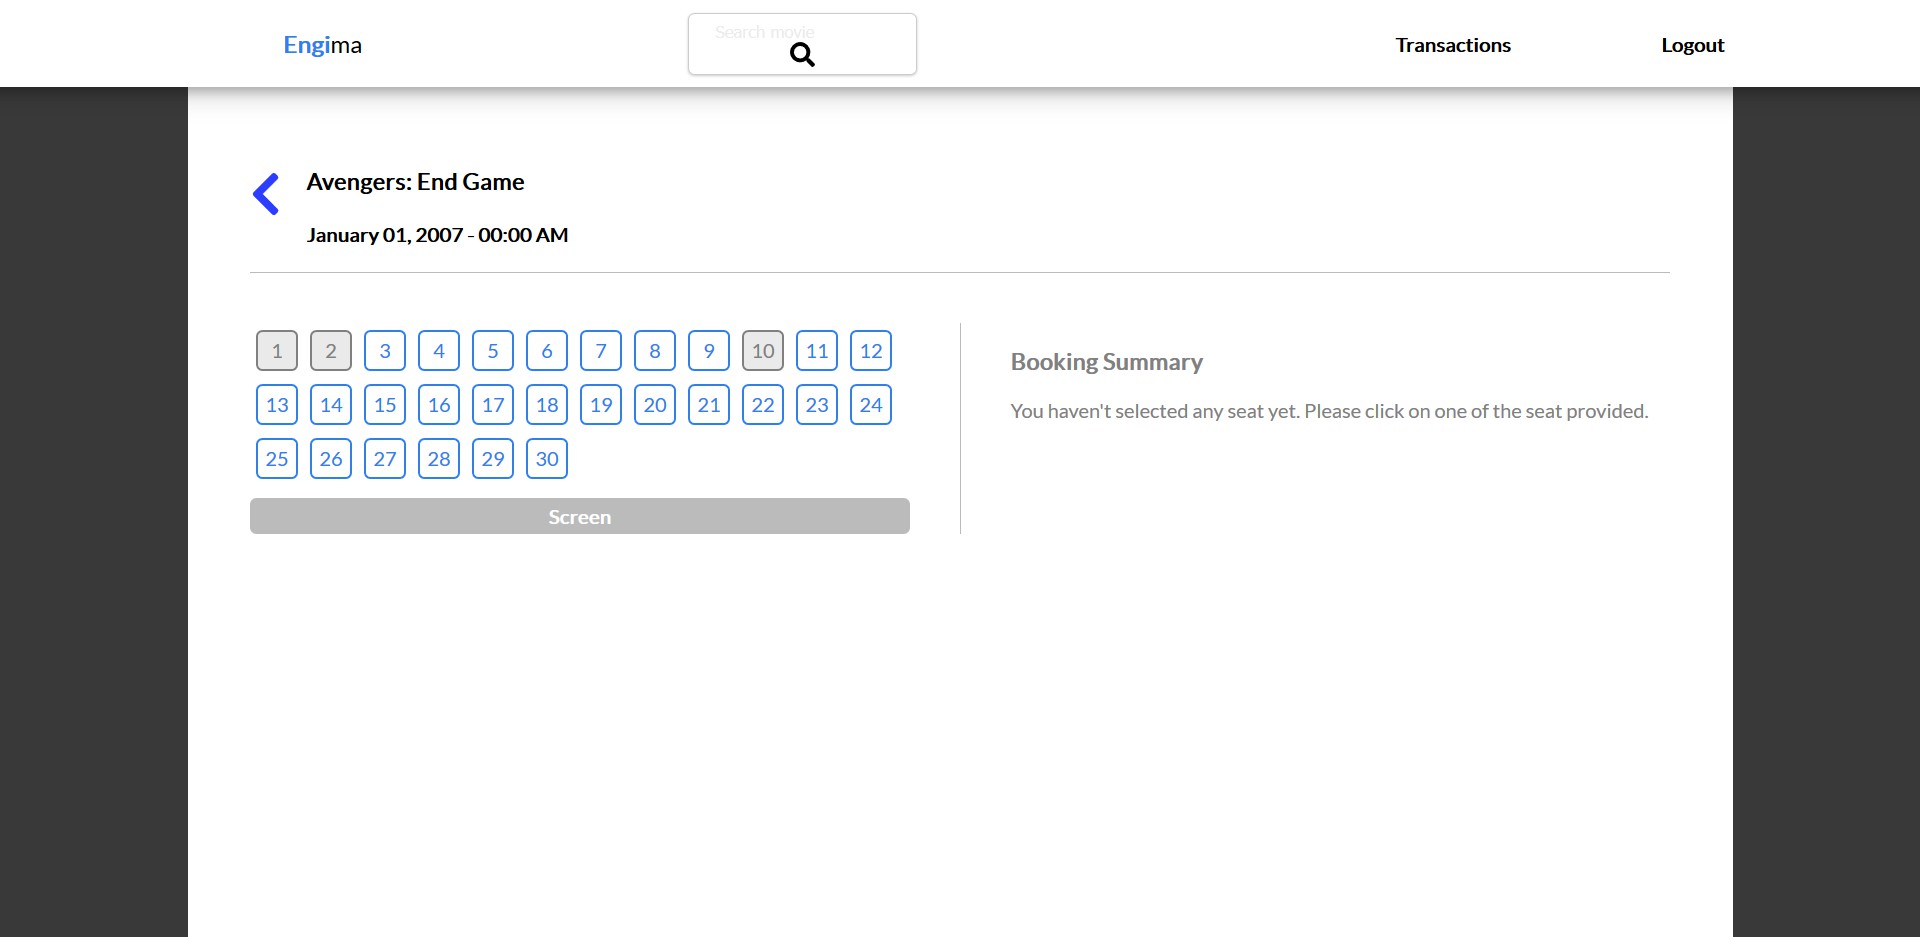 Engima
Search movie
Transactions
Logout
Avengers: End Game
January 01, 2007 - 00:00 AM
1 2 3 4 5 6 7 8 9 10 11 12
13 14 15 16 17 18 19 20 21 22 23 24
25 26 27 28 29 30
Screen
Booking Summary
You haven't selected any seat yet. Please click on one of the seat provided.